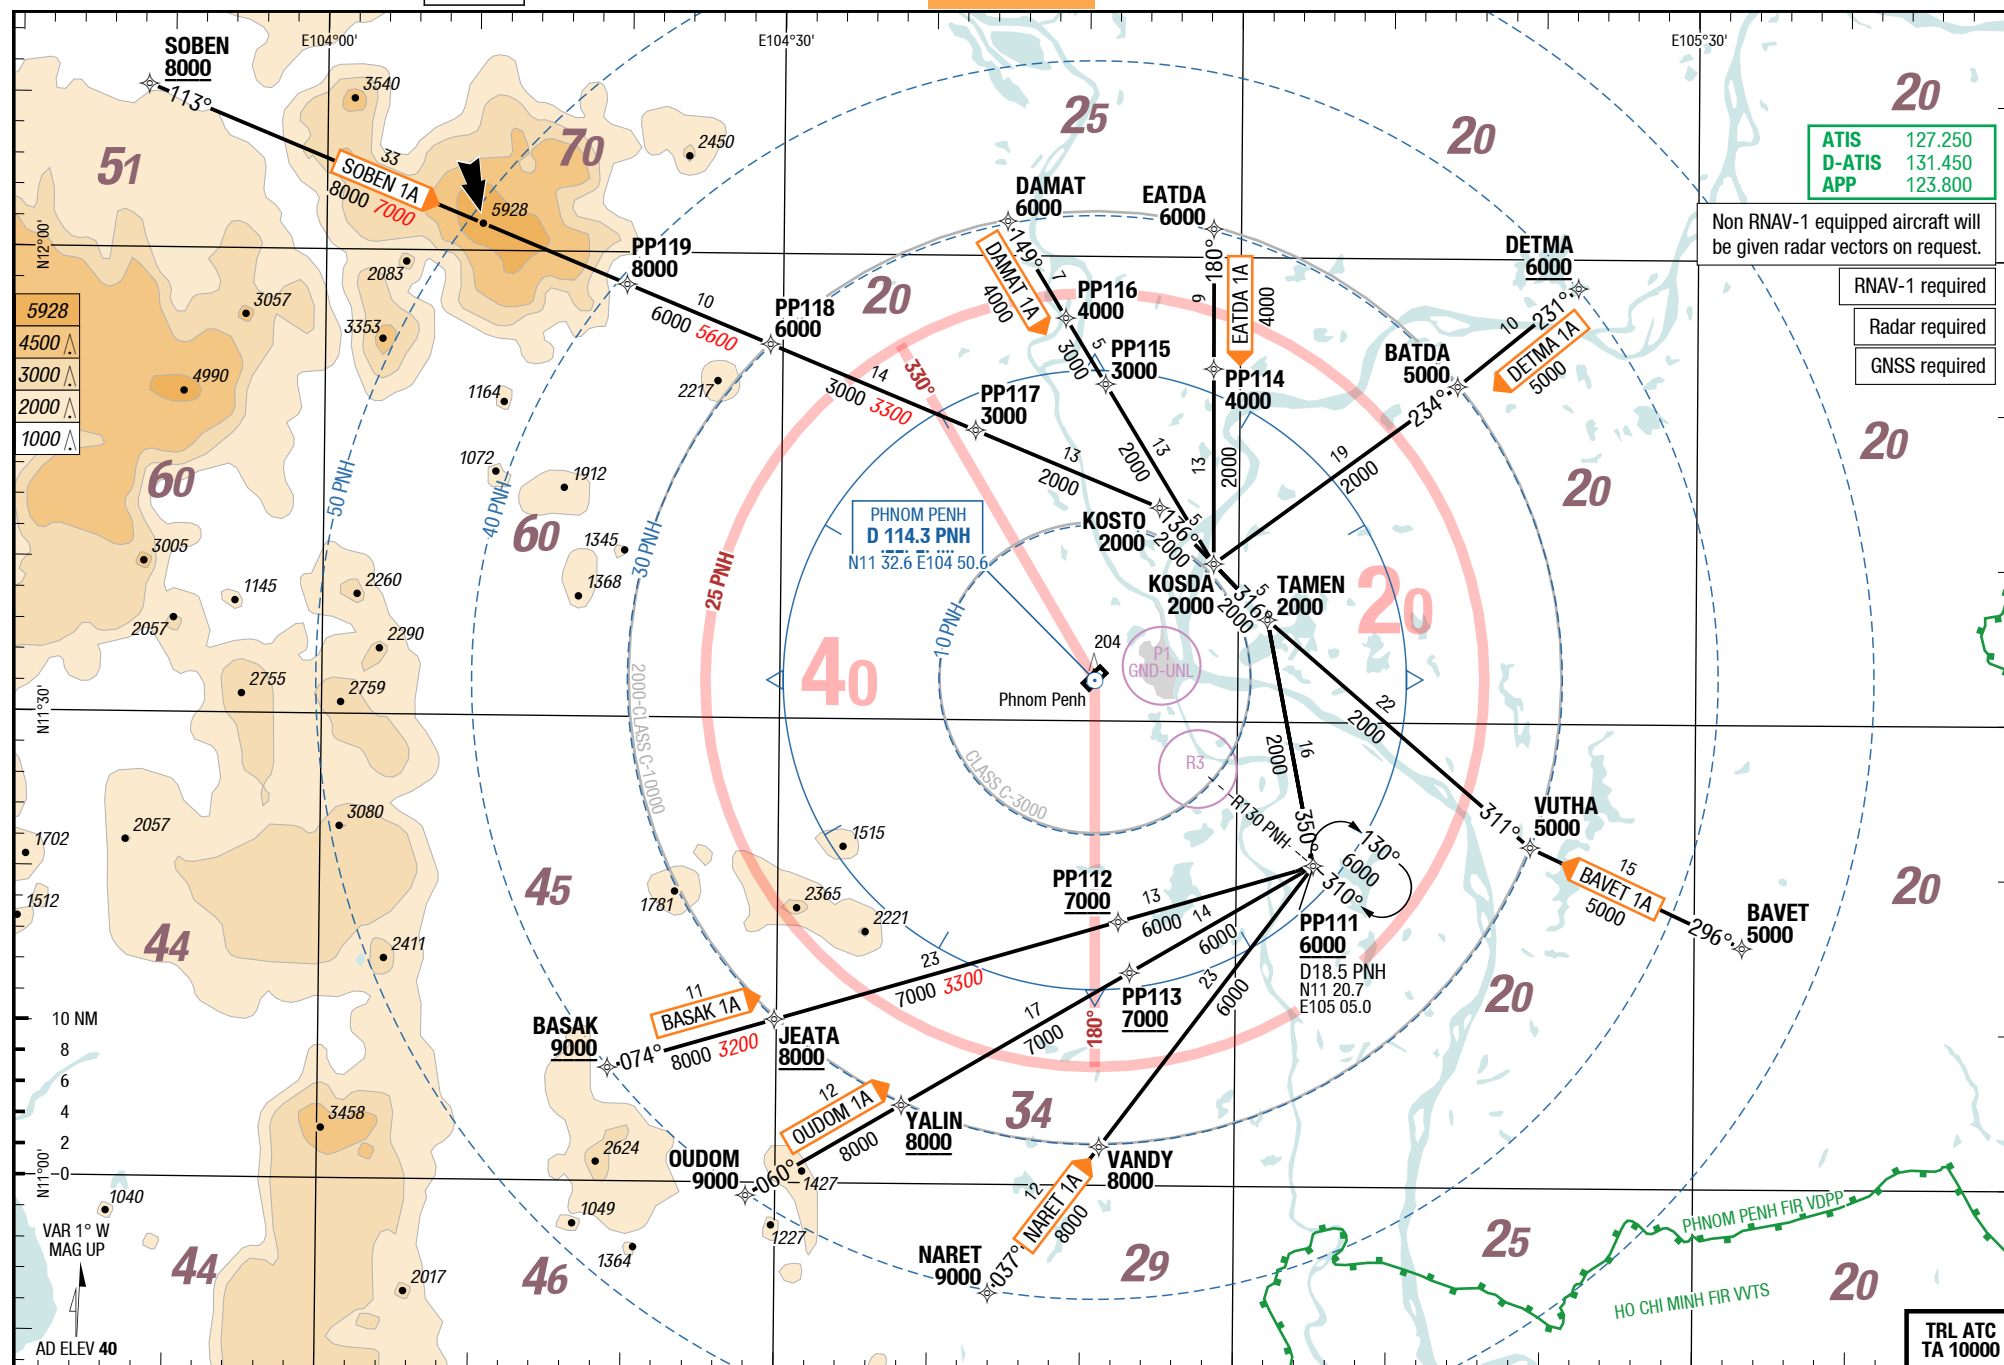 E104°00'
E104°30'
E105°30'
SOBEN
8000
113°
33
SOBEN 1A
8000 7000
3540
70
2450
25
20
20
51
5928
ATIS 127.250
D-ATIS 131.450
APP 123.800
Non RNAV-1 equipped aircraft will
be given radar vectors on request.
RNAV-1 required
Radar required
GNSS required
DAMAT
6000
149°
7
DAMAT 1A
4000
EATDA
6000
180°
9
EATDA 1A
4000
DETMA
6000
231°
10
DETMA 1A
5000
N12°00'
2083
3057
3353
4990
5928
4500
3000
2000
1000
PP119
8000
10
6000 5600
PP118
6000
14
3000 3300
20
PP116
4000
5
3000
PP115
3000
13
2000
PP114
4000
13
2000
BATDA
5000
234°
19
2000
330°
PP117
3000
13
2000
2217
1164
1072
1912
60
60
20
20
50 PNH
40 PNH
30 PNH
25 PNH
10 PNH
PHNOM PENH
D 114.3 PNH
N11 32.6 E104 50.6
KOSTO
2000
136°
5
2000
KOSDA
2000
316°
5
2000
TAMEN
2000
3005
1145
2260
1345
1368
2057
2290
2755
2759
40
20
204
Phnom Penh
P1
GND-UNL
R3
N11°30'
2000-CLASS C-10000
CLASS C-3000
22
2000
16
2000
350°
R130 PNH
130°
6000
310°
311°
VUTHA
5000
15
BAVET 1A
5000
296°
BAVET
5000
1702
2057
3080
1512
44
2411
45
1515
1781
2365
2221
PP112
7000
13
6000
14
6000
23
6000
PP111
6000
D18.5 PNH
N11 20.7
E105 05.0
20
20
23
7000 3300
17
7000
PP113
7000
180°
11
BASAK 1A
BASAK
9000
074°
8000 3200
JEATA
8000
12
OUDOM 1A
8000
YALIN
8000
34
OUDOM
9000
060°
1427
VANDY
8000
12
NARET 1A
8000
037°
NARET
9000
29
10 NM
8
6
4
2
0
N11°00'
3458
2624
1040
1049
1364
1227
2017
44
46
25
20
VAR 1° W
MAG UP
AD ELEV 40
PHNOM PENH FIR VDPP
HO CHI MINH FIR VVTS
TRL ATC
TA 10000